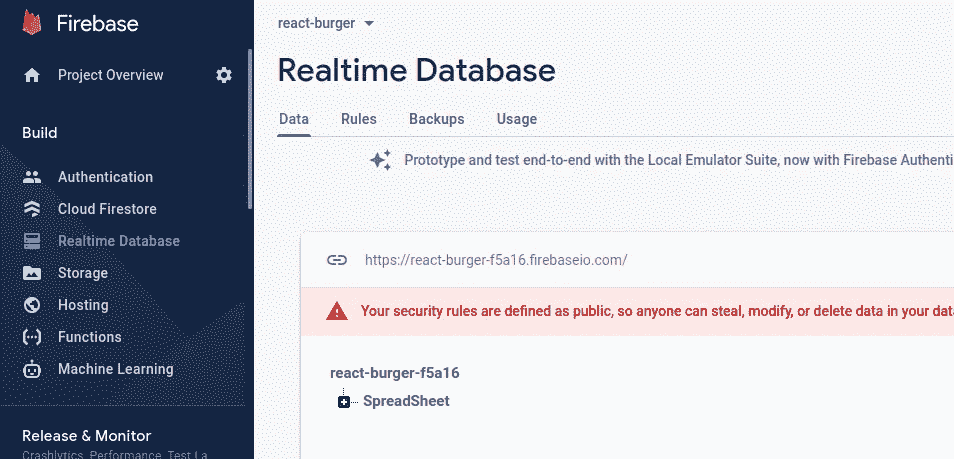 Firebase
Project Overview
Build
Authentication
Cloud Firestore
Realtime Database
Storage
Hosting
Functions
Machine Learning
Release & Monitor
Crashlytics, Performance, Test La
react-burger
Realtime Database
Data Rules Backups Usage
Prototype and test end-to-end with the Local Emulator Suite, now with Firebase Authenti
https://react-burger-f5a16.firebaseio.com/
Your security rules are defined as public, so anyone can steal, modify, or delete data in your data
react-burger-f5a16
SpreadSheet